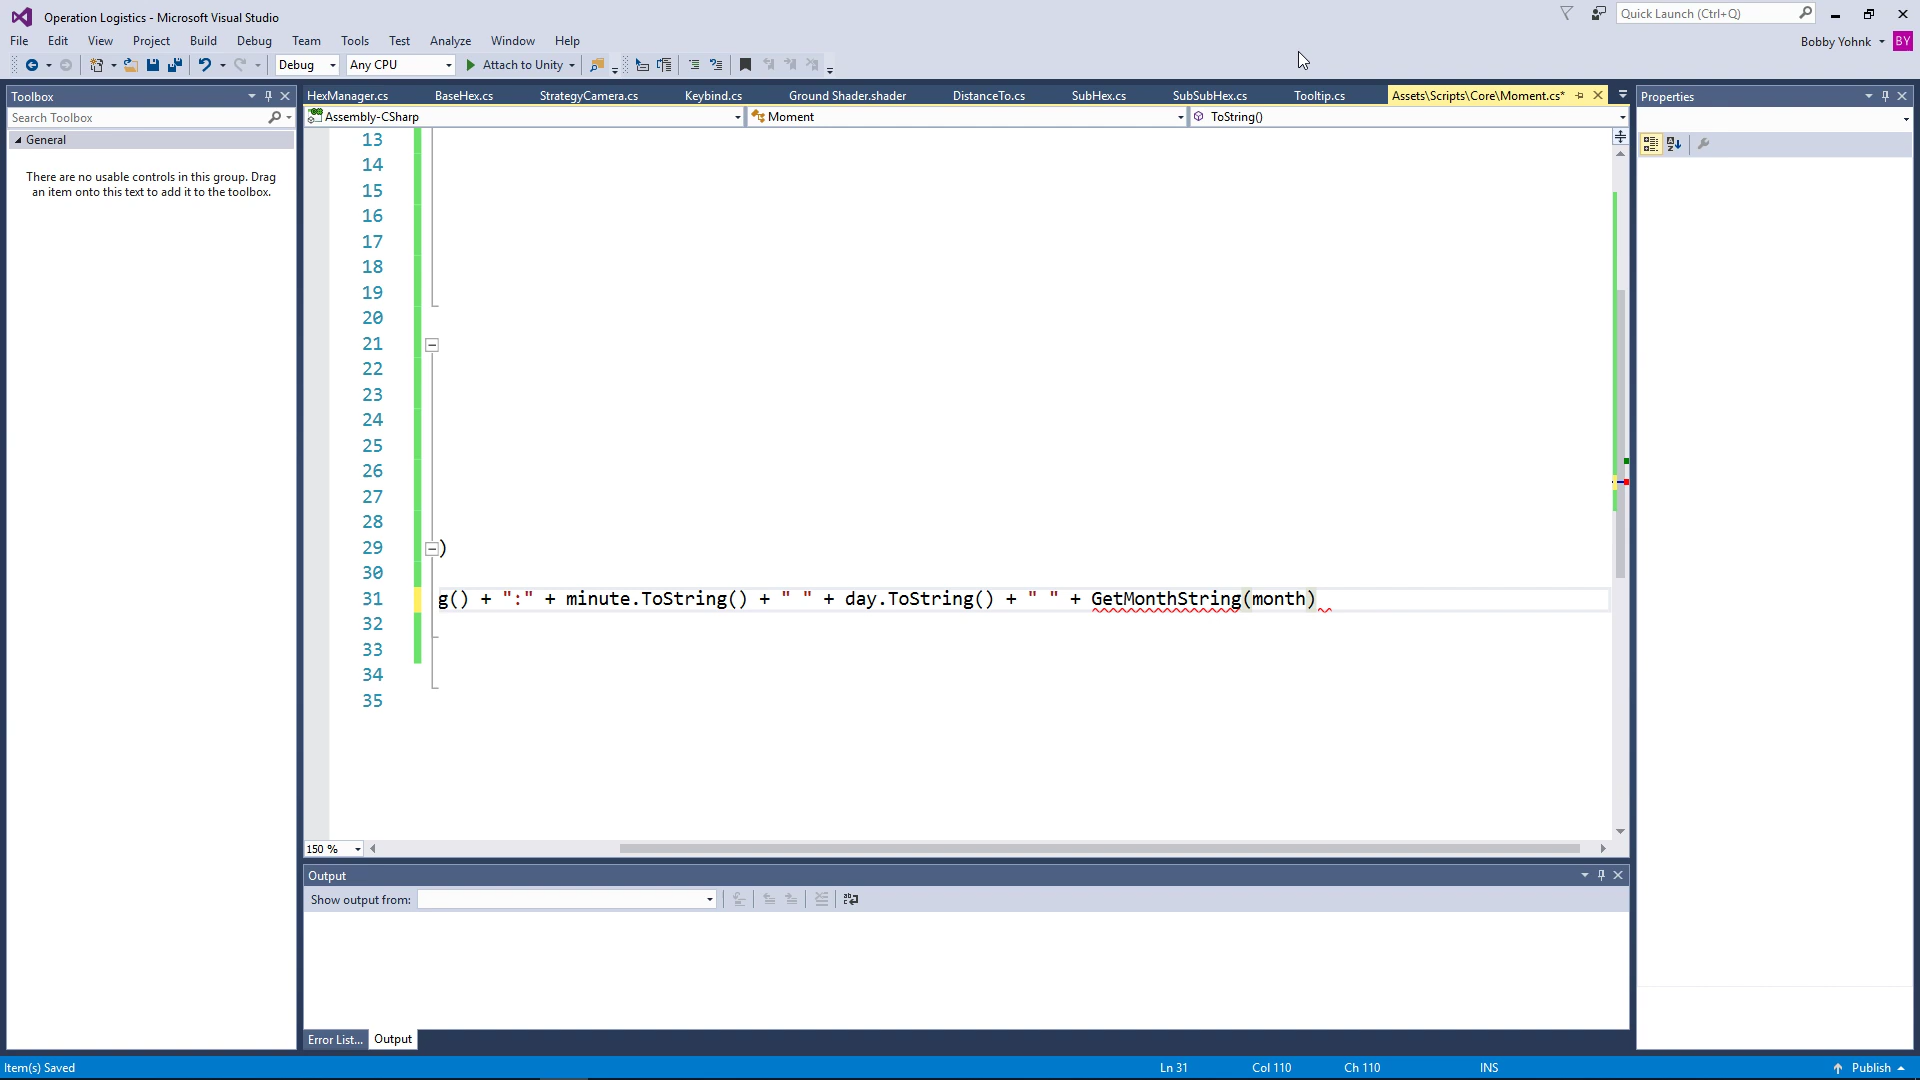 Operation Logistics - Microsoft Visual Studio
Quick Launch (Ctrl+Q)
File Edit View Project Build Debug Team Tools Test Analyze Window Help
Bobby Yohnk BY
Debug Any CPU Attach to Unity
Toolbox
HexManager.cs BaseHex.cs StrategyCamera.cs Keybind.cs Ground Shader.shader DistanceTo.cs SubHex.cs SubSubHex.cs Tooltip.cs Assets\Scripts\Core\Moment.cs*
Properties
Search Toolbox
Assembly-CSharp Moment ToString()
General
There are no usable controls in this group. Drag
an item onto this text to add it to the toolbox.
13
14
15
16
17
18
19
20
21
22
23
24
25
26
27
28
29 )
30
31 g() + ":" + minute.ToString() + " " + day.ToString() + " " + GetMonthString(month)
32
33
34
35
150 %
Output
Show output from:
Error List... Output
Item(s) Saved Ln 31 Col 110 Ch 110 INS Publish